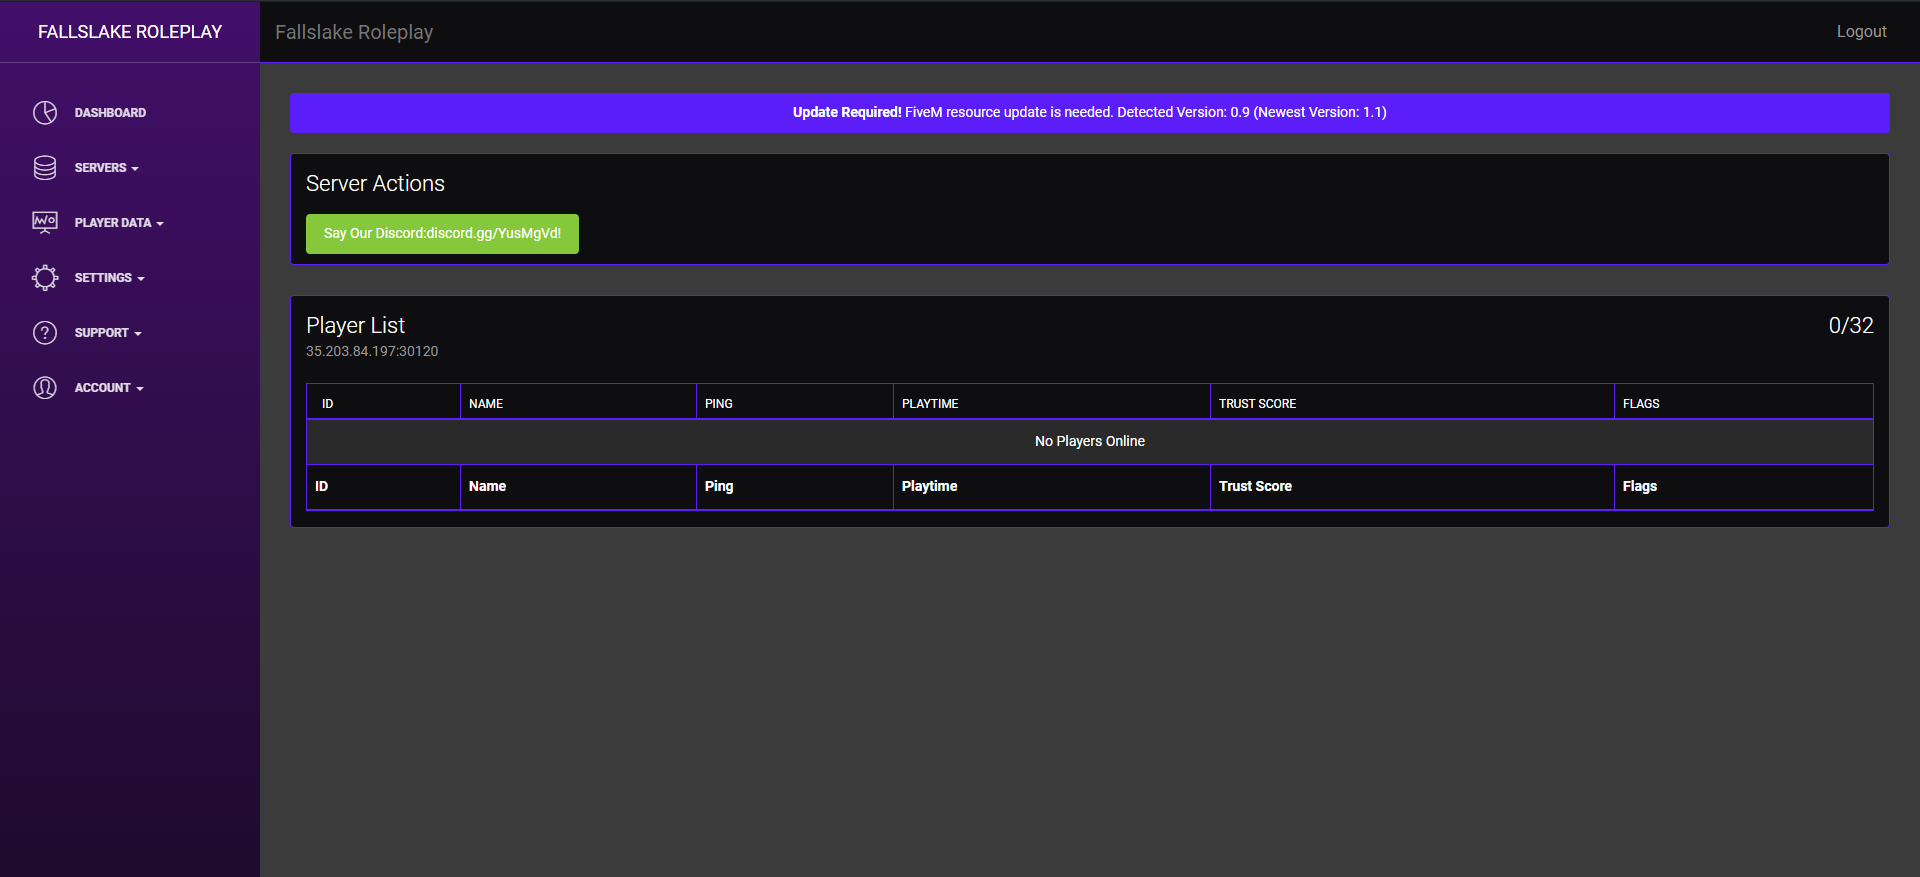 FALLSLAKE ROLEPLAY
Fallslake Roleplay
Logout
DASHBOARD
SERVERS
PLAYER DATA
SETTINGS
SUPPORT
ACCOUNT
Update Required! FiveM resource update is needed. Detected Version: 0.9 (Newest Version: 1.1)
Server Actions
Say Our Discord:discord.gg/YusMgVd!
Player List
0/32
35.203.84.197:30120
ID NAME PING PLAYTIME TRUST SCORE FLAGS
No Players Online
ID Name Ping Playtime Trust Score Flags